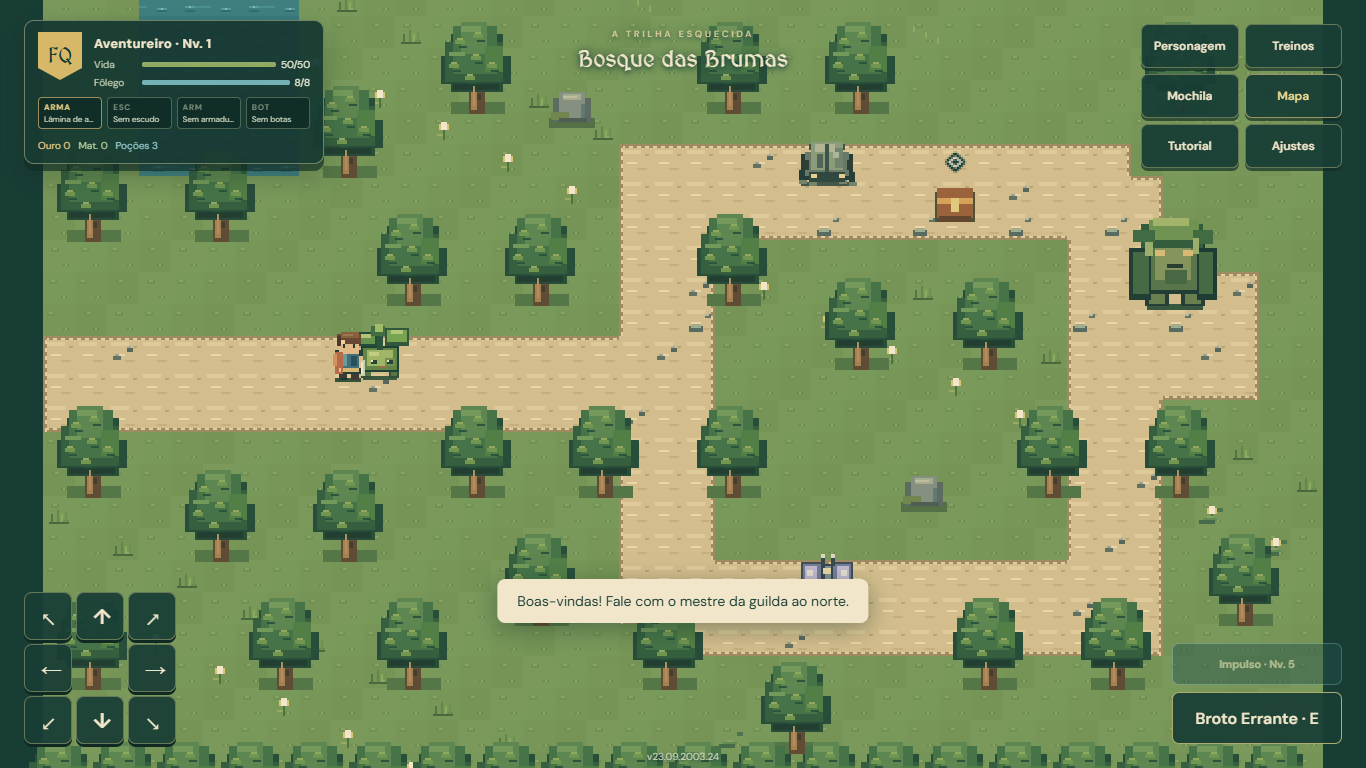 FQ
Aventureiro · Nv. 1
Vida 50/50
Fôlego 8/8
ARMA
Lâmina de a...
ESC
Sem escudo
ARM
Sem armadu...
BOT
Sem botas
Ouro 0 Mat. 0 Poções 3
A TRILHA ESQUECIDA
Bosque das Brumas
Personagem
Treinos
Mochila
Mapa
Tutorial
Ajustes
Boas-vindas! Fale com o mestre da guilda ao norte.
↖ ↑ ↗
← →
↙ ↓ ↘
Impulso · Nv. 5
Broto Errante · E
v23.09.2003.24